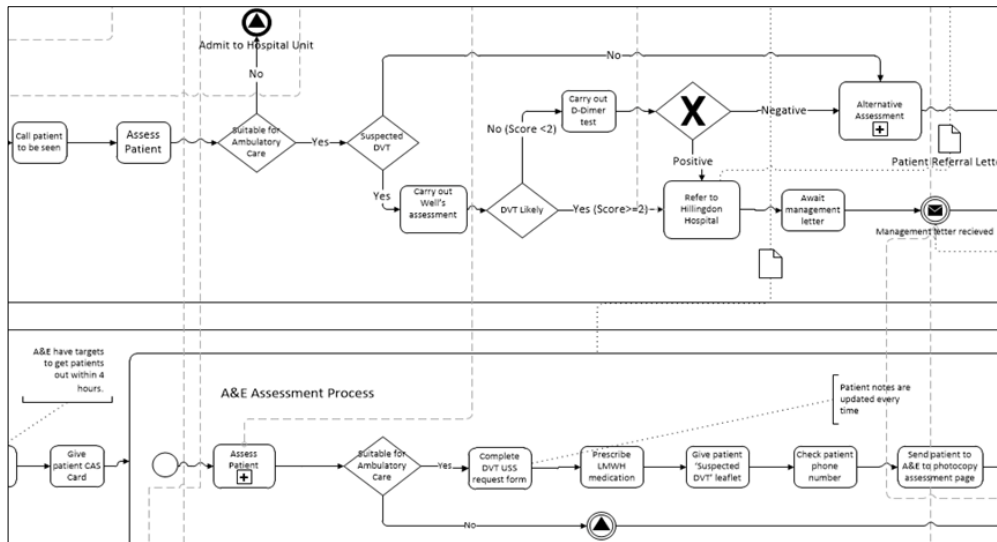 Admit to Hospital Unit
No
No
Call patient
to be seen
Assess
Patient
Suitable for
Ambulatory
Care
Yes
Suspected
DVT
Yes
Carry out
Well's
assessment
DVT Likely
No (Score <2)
Carry out
D-Dimer
test
X
Negative
Positive
Yes (Score>=2)
Refer to
Hillingdon
Hospital
Alternative
Assessment
Patient Referral Lette
Await
management
letter
Management letter recieved
A&E have targets
to get patients
out within 4
hours.
Give
patient CAS
Card
A&E Assessment Process
Assess
Patient
Suitable for
Ambulatory
Care
Yes
No
Complete
DVT USS
request form
Prescribe
LMWH
medication
Give patient
'Suspected
DVT' leaflet
Check patient
phone
number
Send patient to
A&E to photocopy
assessment page
Patient notes are
updated every
time